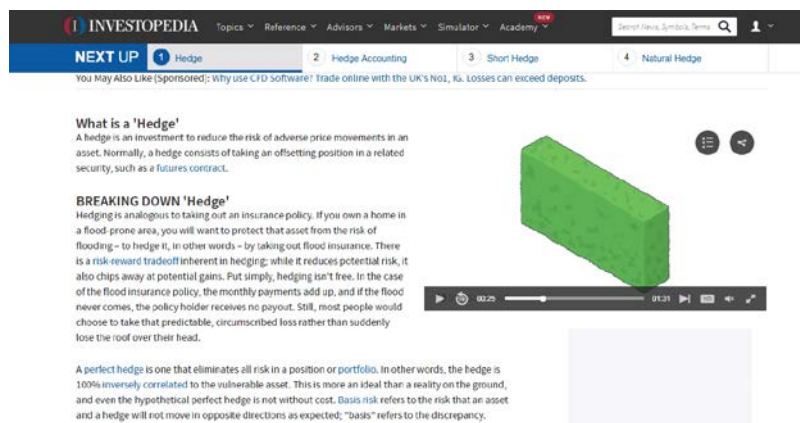 INVESTOPEDIA Topics Reference Advisors Markets Simulator Academy NEW Search News, Symbols, Terms
NEXT UP 1 Hedge 2 Hedge Accounting 3 Short Hedge 4 Natural Hedge
You May Also Like (Sponsored): Why use CFD Software? Trade online with the UK's No1, IG. Losses can exceed deposits.
What is a 'Hedge'
A hedge is an investment to reduce the risk of adverse price movements in an
asset. Normally, a hedge consists of taking an offsetting position in a related
security, such as a futures contract.
BREAKING DOWN 'Hedge'
Hedging is analogous to taking out an insurance policy. If you own a home in
a flood-prone area, you will want to protect that asset from the risk of
flooding – to hedge it, in other words – by taking out flood insurance. There
is a risk-reward tradeoff inherent in hedging; while it reduces potential risk, it
also chips away at potential gains. Put simply, hedging isn't free. In the case
of the flood insurance policy, the monthly payments add up, and if the flood
never comes, the policy holder receives no payout. Still, most people would
choose to take that predictable, circumscribed loss rather than suddenly
lose the roof over their head.
00:25 01:31 HD
A perfect hedge is one that eliminates all risk in a position or portfolio. In other words, the hedge is
100% inversely correlated to the vulnerable asset. This is more an ideal than a reality on the ground,
and even the hypothetical perfect hedge is not without cost. Basis risk refers to the risk that an asset
and a hedge will not move in opposite directions as expected; "basis" refers to the discrepancy.